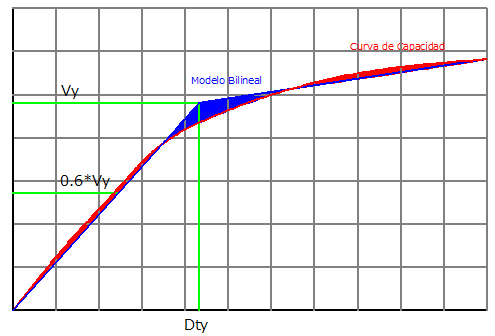 Curva de Capacidad
Modelo Bilineal
Vy
0.6*Vy
Dty